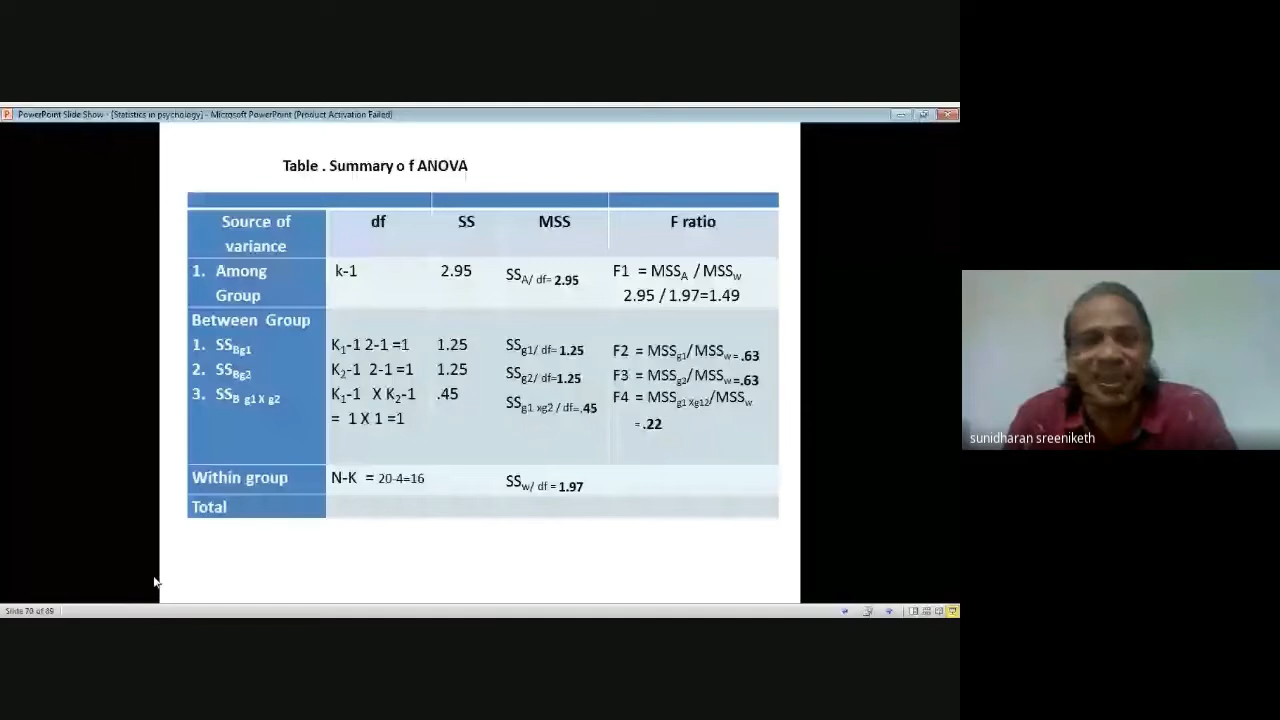 PowerPoint Slide Show - [Statistics in psychology] - Microsoft PowerPoint (Product Activation Failed)
Table . Summary o f ANOVA
Source of variance df SS MSS F ratio
1. Among Group k-1 2.95 SSA/ df= 2.95 F1 = MSSA / MSSw
2.95 / 1.97=1.49
Between Group
1. SSBg1 K1-1 2-1 =1 1.25 SSg1/ df= 1.25 F2 = MSSg1/MSSw = .63
2. SSBg2 K2-1 2-1 =1 1.25 SSg2/ df=1.25 F3 = MSSg2/MSSw=.63
3. SSB g1 X g2 K1-1 X K2-1 .45 SSg1 xg2 / df=.45 F4 = MSSg1 Xg12/MSSw
= 1 X 1 =1 = .22
Within group N-K = 20-4=16 SSw/ df = 1.97
Total
sunidharan sreeniketh
Slide 70 of 89